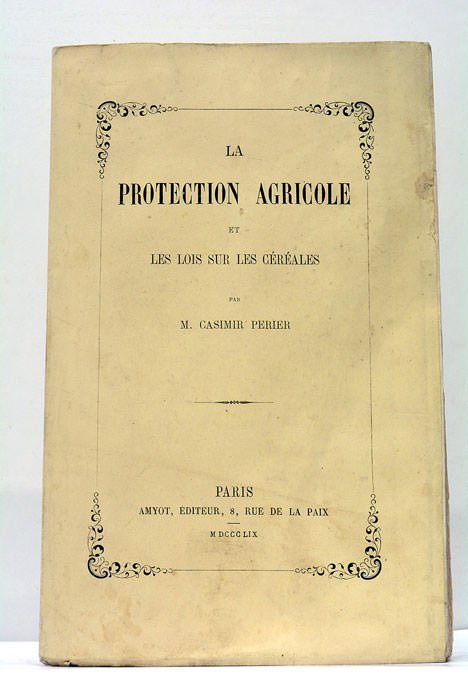 LA
PROTECTION AGRICOLE
ET
LES LOIS SUR LES CÉRÉALES
PAR
M. CASIMIR PERIER
PARIS
AMYOT, ÉDITEUR, 8, RUE DE LA PAIX
MDCCCLIX